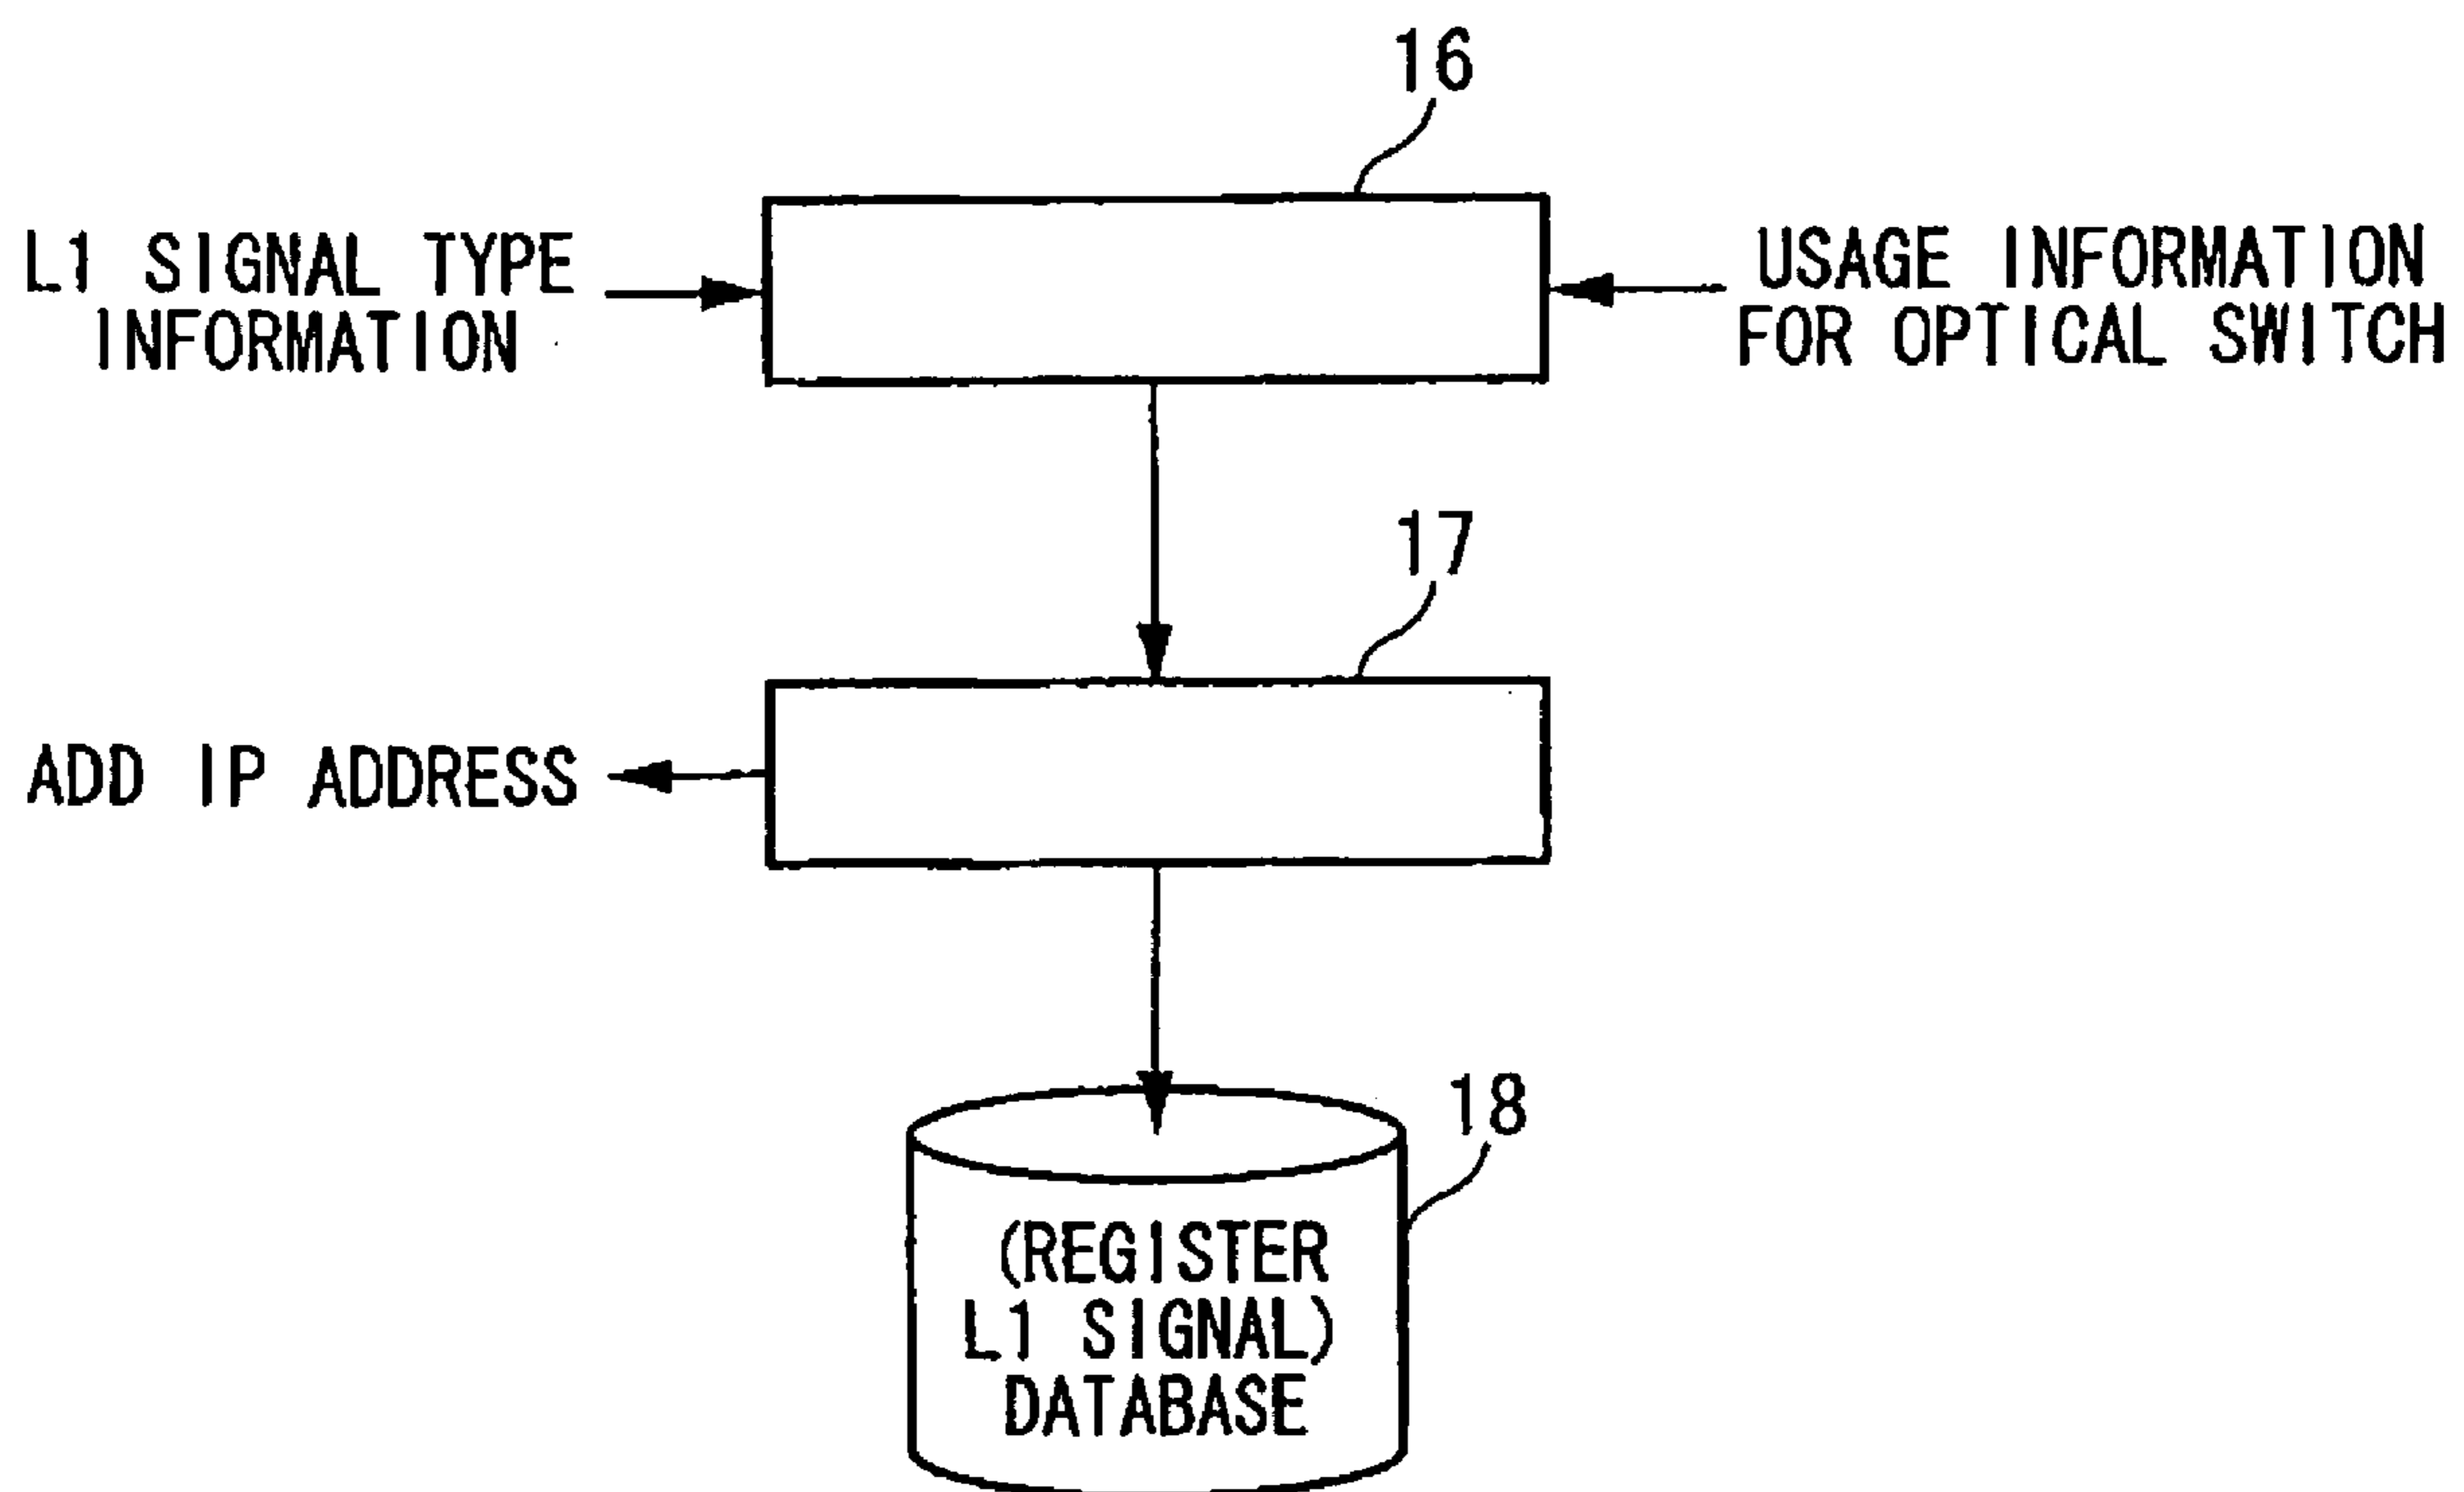 16
L1 SIGNAL TYPE
INFORMATION
USAGE INFORMATION
FOR OPTICAL SWITCH
17
ADD IP ADDRESS
18
(REGISTER
L1 SIGNAL)
DATABASE